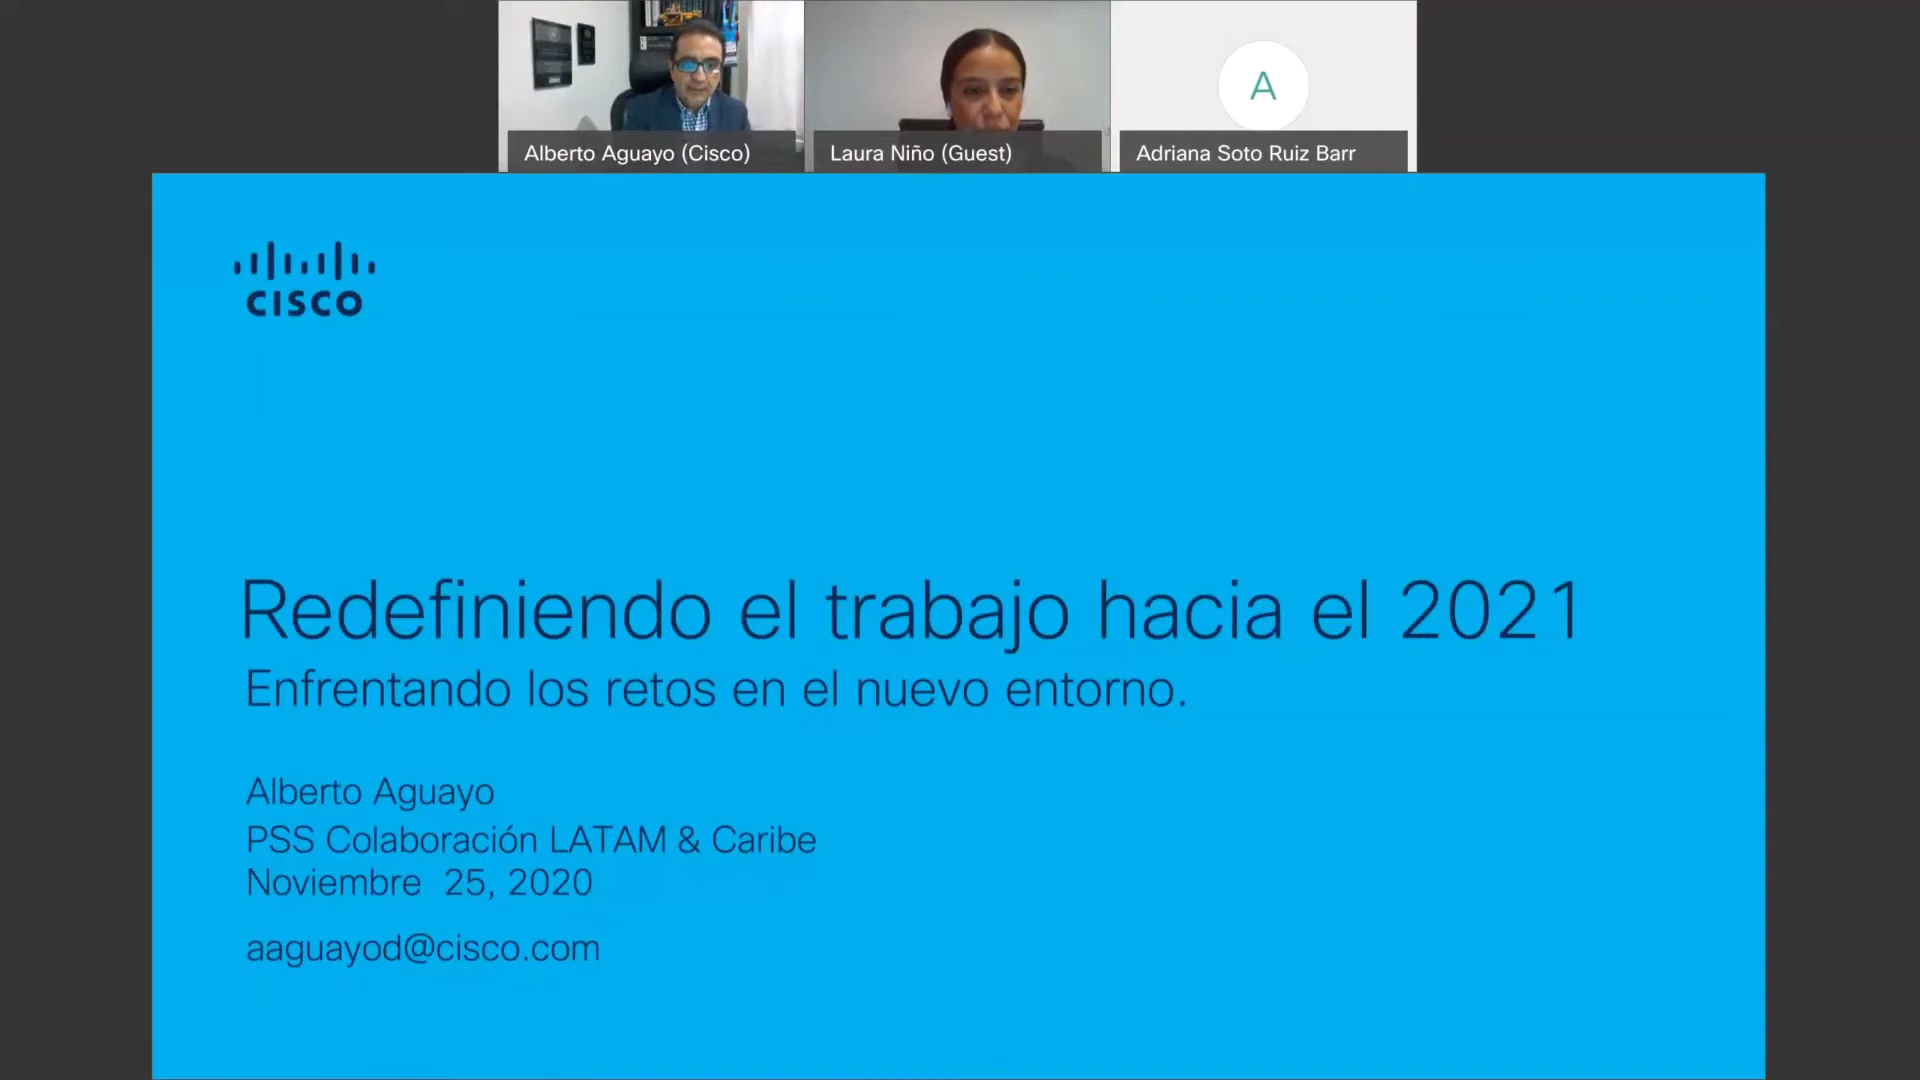 Alberto Aguayo (Cisco)
Laura Niño (Guest)
A
Adriana Soto Ruiz Barr
CISCO
Redefiniendo el trabajo hacia el 2021
Enfrentando los retos en el nuevo entorno.
Alberto Aguayo
PSS Colaboración LATAM & Caribe
Noviembre 25, 2020
aaguayod@cisco.com